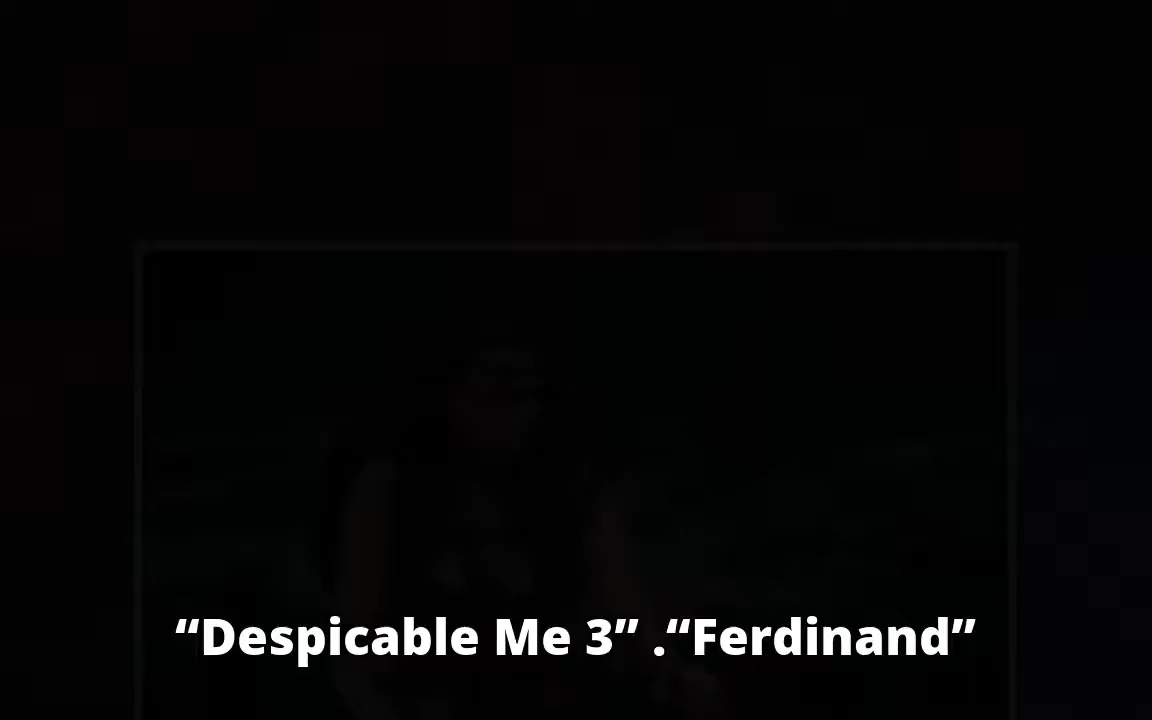 “Despicable Me 3” .“Ferdinand”